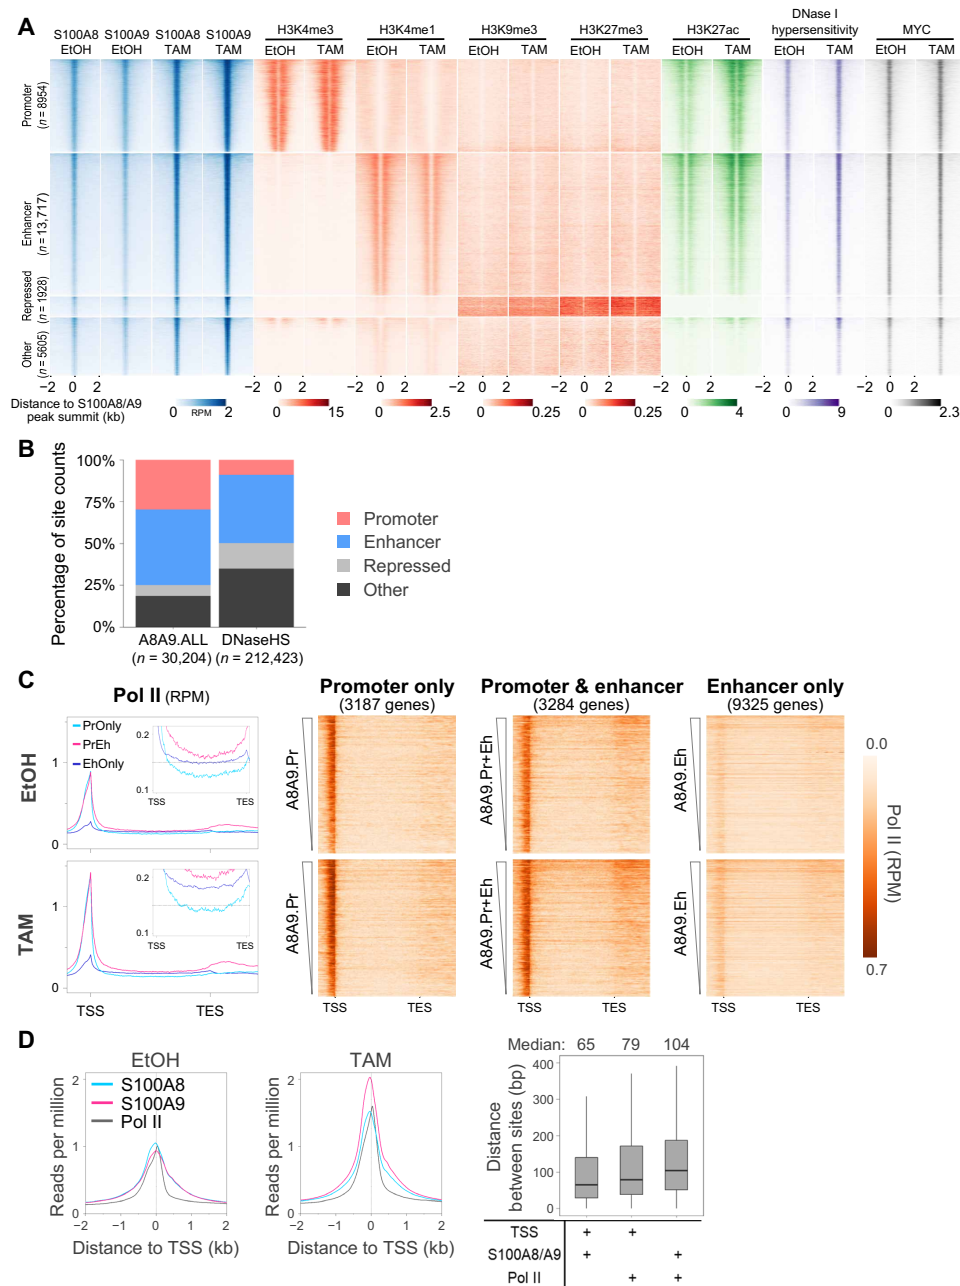 A
S100A8 S100A9 S100A8 S100A9
EtOH EtOH TAM TAM
H3K4me3 H3K4me1 H3K9me3 H3K27me3 H3K27ac DNase I hypersensitivity MYC
EtOH TAM EtOH TAM EtOH TAM EtOH TAM EtOH TAM EtOH TAM EtOH TAM
Promoter
(n = 8954)
Enhancer
(n = 13,717)
Repressed
(n = 1928)
Other
(n = 5605)
−2 0 2 −2 0 2 −2 0 2 −2 0 2 −2 0 2 −2 0 2 −2 0 2 −2 0 2
Distance to S100A8/A9
peak summit (kb)
0 RPM 2 0 15 0 2.5 0 0.25 0 0.25 0 4 0 9 0 2.3
B
Percentage of site counts
100%
75%
50%
25%
0%
A8A9.ALL DNaseHS
(n = 30,204) (n = 212,423)
Promoter
Enhancer
Repressed
Other
C
Pol II (RPM)
Promoter only
(3187 genes)
Promoter & enhancer
(3284 genes)
Enhancer only
(9325 genes)
EtOH
1
0
PrOnly
PrEh
EhOnly
0.2
0.1
TSS TES
A8A9.Pr
A8A9.Pr+Eh
A8A9.Eh
TAM
1
0
0.2
0.1
TSS TES
TSS TES
A8A9.Pr
TSS TES
A8A9.Pr+Eh
TSS TES
A8A9.Eh
TSS TES
0.0
Pol II (RPM)
0.7
D
EtOH
Reads per million
2
1
0
S100A8
S100A9
Pol II
−2 −1 0 1 2
Distance to TSS (kb)
TAM
Reads per million
2
1
0
−2 −1 0 1 2
Distance to TSS (kb)
Median: 65 79 104
Distance
between sites (bp)
400
300
200
100
0
TSS + +
S100A8/A9 + +
Pol II + +